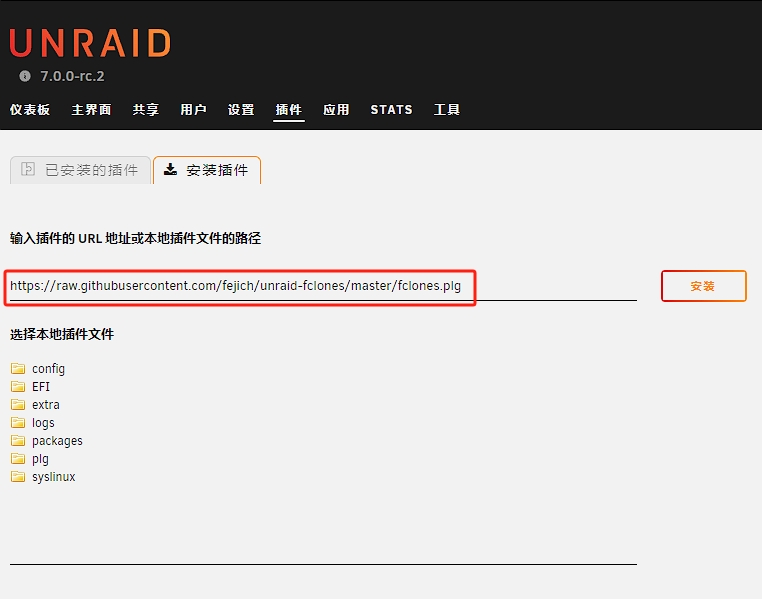 UNRAID
7.0.0-rc.2
仪表板 主界面 共享 用户 设置 插件 应用 STATS 工具
已安装的插件 安装插件
输入插件的 URL 地址或本地插件文件的路径
https://raw.githubusercontent.com/fejich/unraid-fclones/master/fclones.plg 安装
选择本地插件文件
config
EFI
extra
logs
packages
plg
syslinux